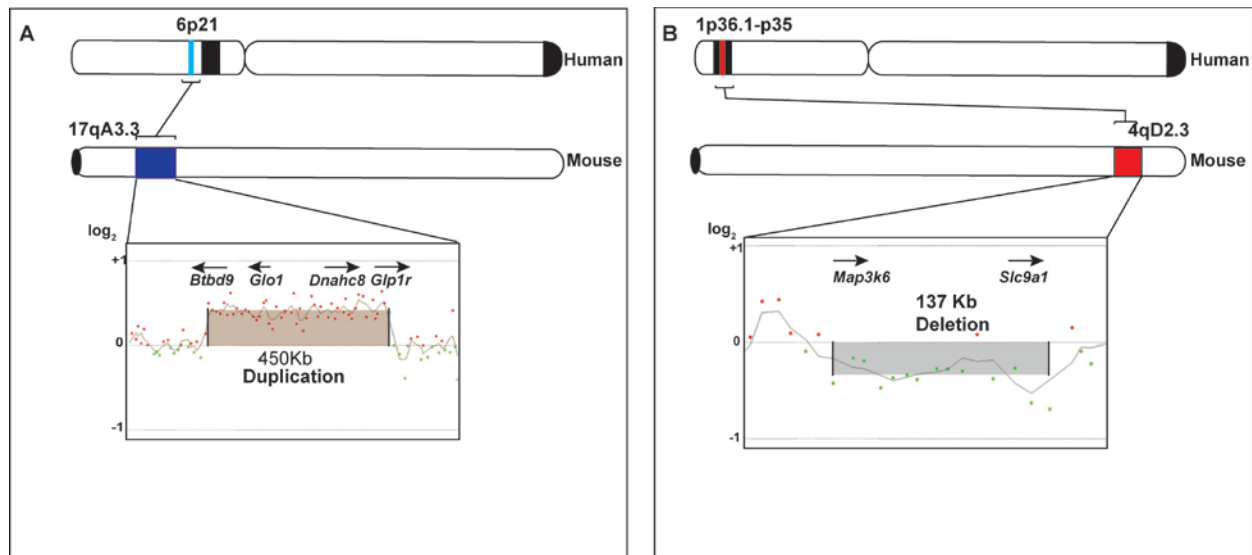 A
6p21
Human
17qA3.3
Mouse
log2
+1
Btbd9 Glo1 Dnahc8 Glp1r
0
450Kb
Duplication
-1
B
1p36.1-p35
Human
4qD2.3
Mouse
log2
+1
Map3k6 Slc9a1
137 Kb
Deletion
0
-1